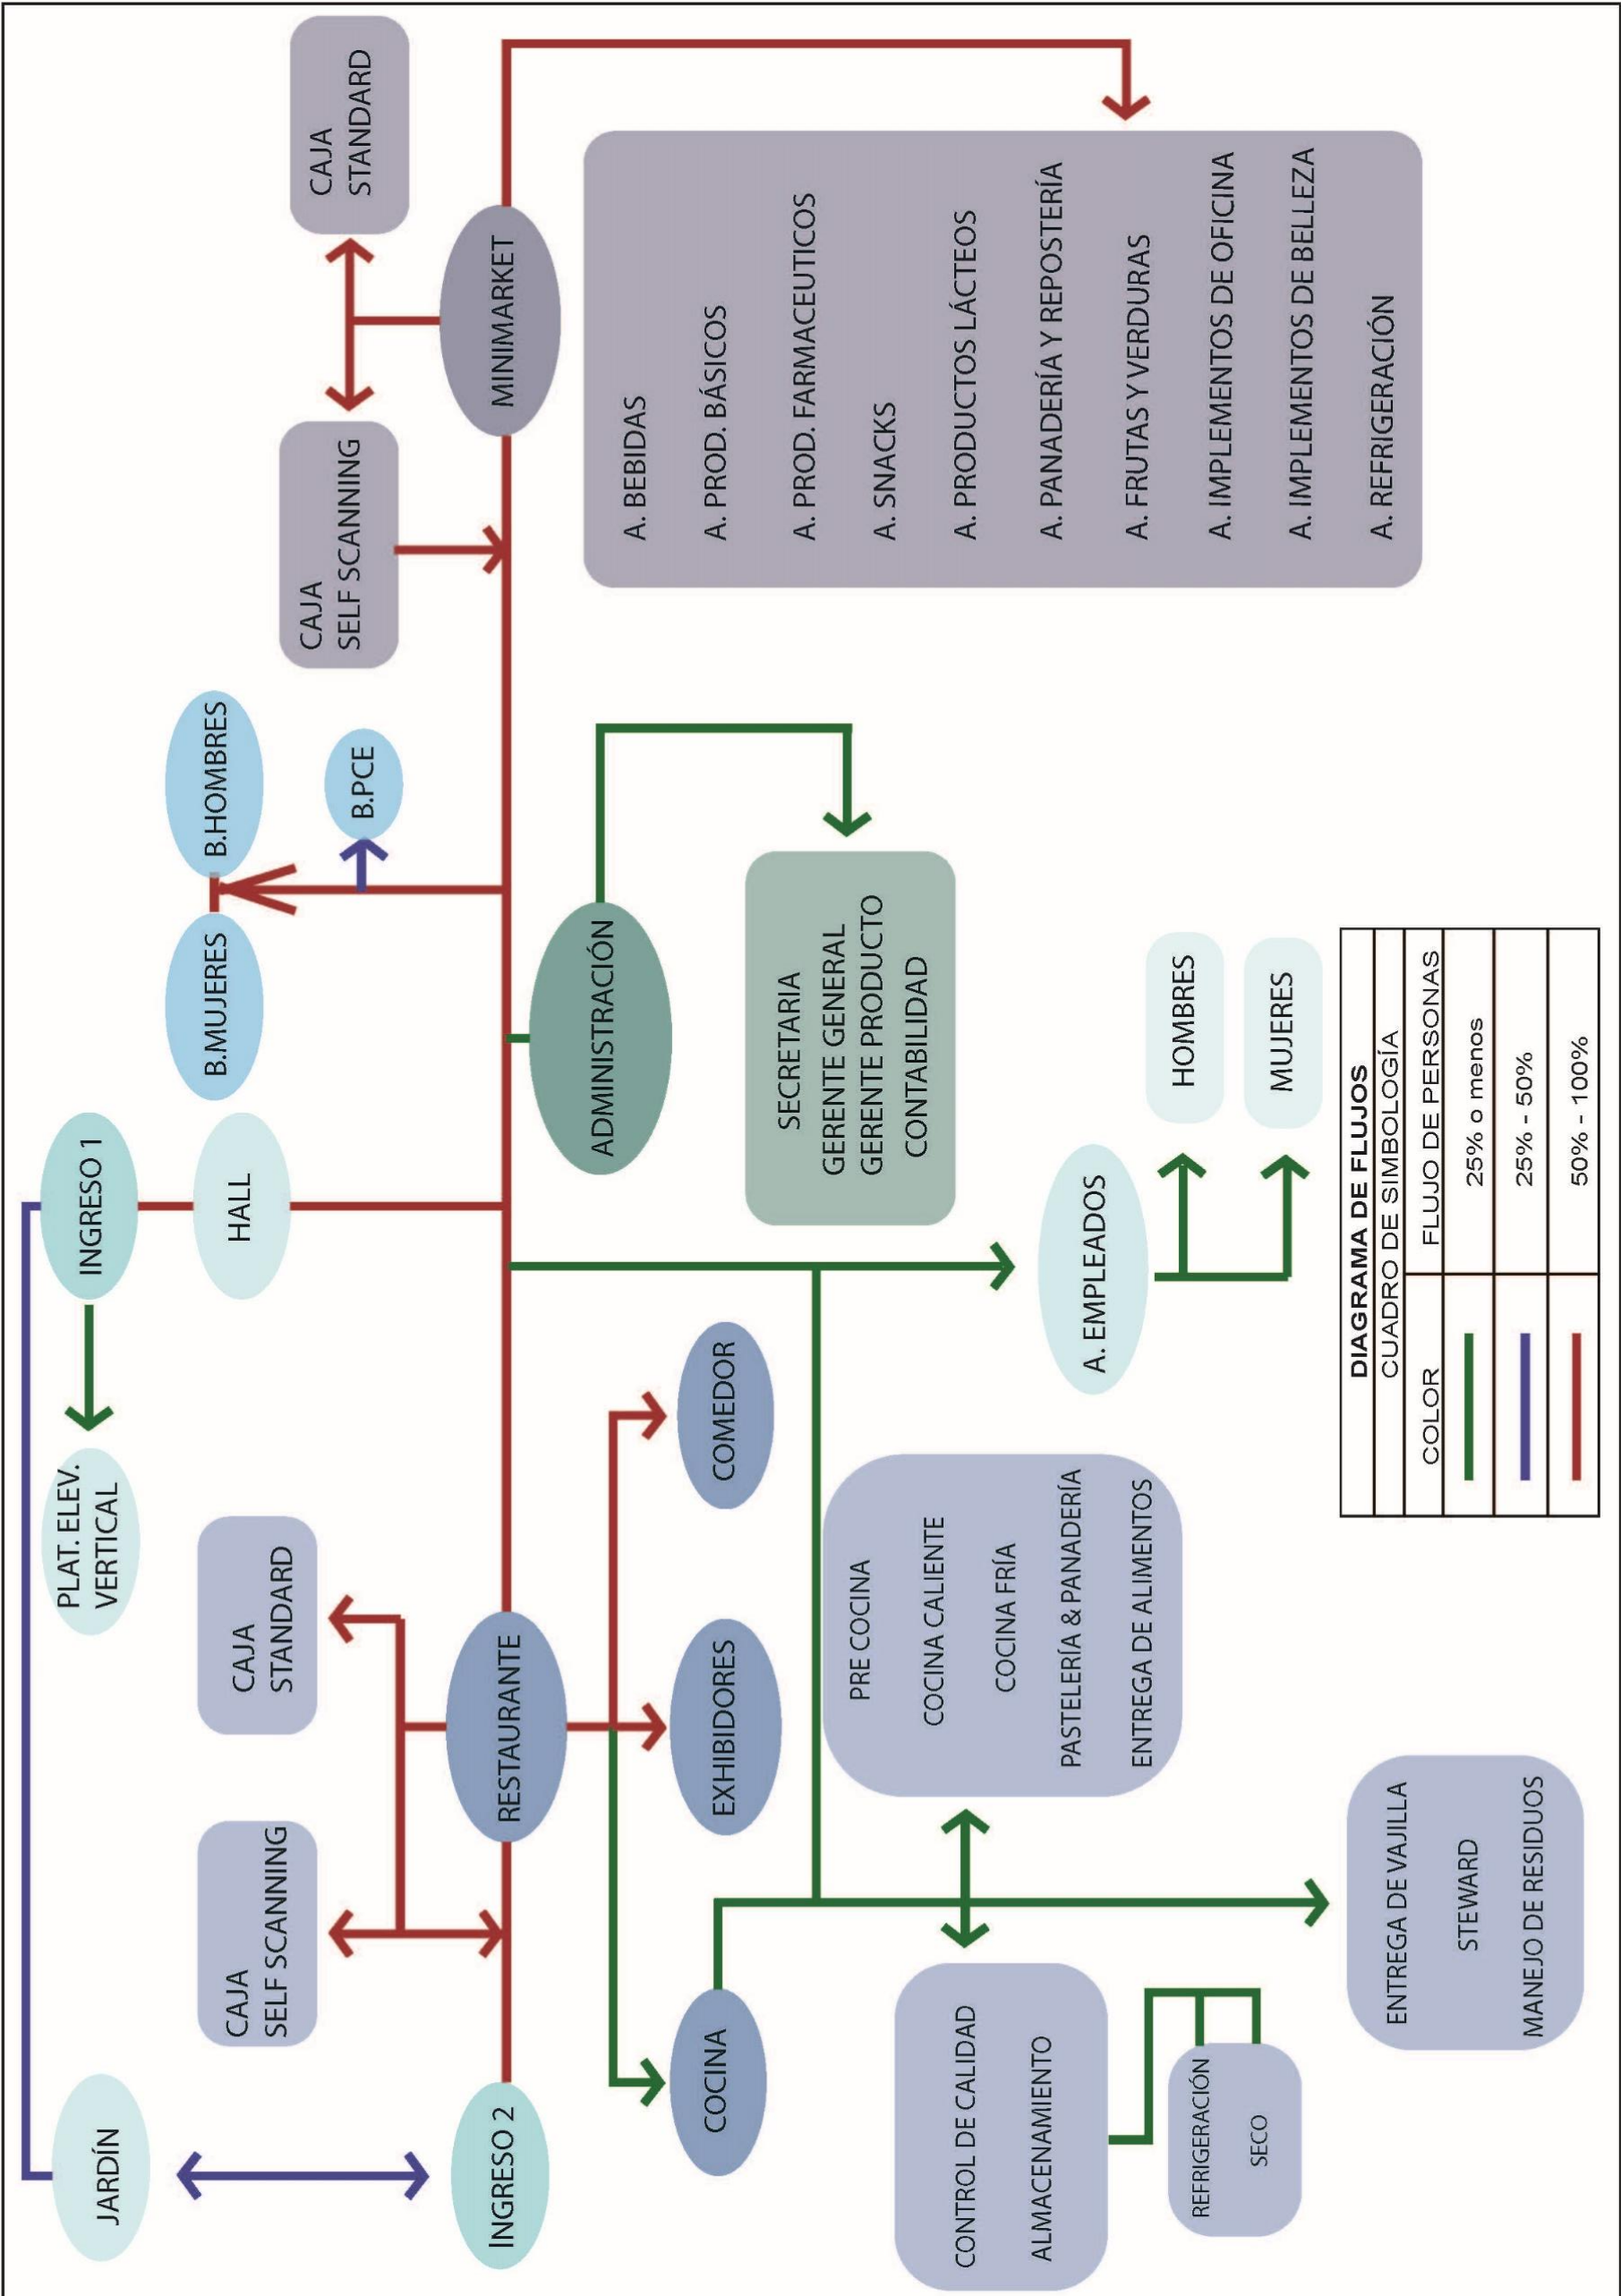 JARDÍN
PLAT. ELEV.
VERTICAL
INGRESO 1
HALL
B.MUJERES
B.HOMBRES
B.PCE
CAJA
SELF SCANNING
CAJA
STANDARD
CAJA
SELF SCANNING
CAJA
STANDARD
INGRESO 2
RESTAURANTE
MINIMARKET
ADMINISTRACIÓN
COCINA
EXHIBIDORES
COMEDOR
SECRETARIA
GERENTE GENERAL
GERENTE PRODUCTO
CONTABILIDAD
A. BEBIDAS
A. PROD. BÁSICOS
A. PROD. FARMACEUTICOS
A. SNACKS
A. PRODUCTOS LÁCTEOS
A. PANADERÍA Y REPOSTERÍA
A. FRUTAS Y VERDURAS
A. IMPLEMENTOS DE OFICINA
A. IMPLEMENTOS DE BELLEZA
A. REFRIGERACIÓN
CONTROL DE CALIDAD
ALMACENAMIENTO
PRE COCINA
COCINA CALIENTE
COCINA FRÍA
PASTELERÍA & PANADERÍA
ENTREGA DE ALIMENTOS
A. EMPLEADOS
HOMBRES
MUJERES
REFRIGERACIÓN
SECO
ENTREGA DE VAJILLA
STEWARD
MANEJO DE RESIDUOS
DIAGRAMA DE FLUJOS
CUADRO DE SIMBOLOGÍA
COLOR FLUJO DE PERSONAS
25% o menos
25% - 50%
50% - 100%